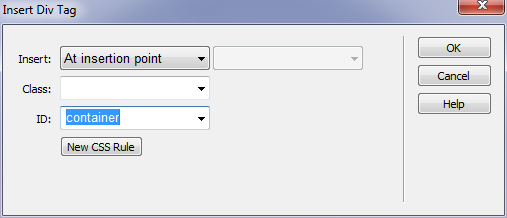 Insert Div Tag
Insert: At insertion point
OK
Class:
Cancel
ID: container
Help
New CSS Rule